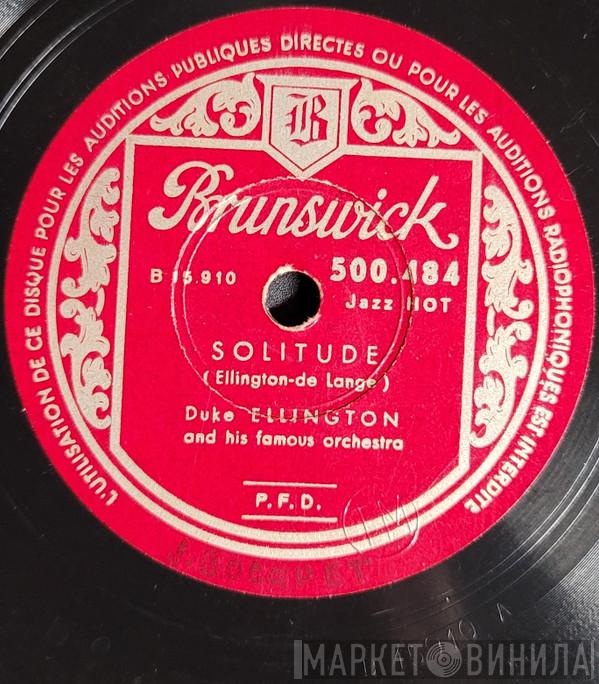 L'UTILISATION DE CE DISQUE POUR LES AUDITIONS PUBLIQUES DIRECTES OU POUR LES AUDITIONS RADIOPHONIQUES EST INTERDITE
B
Brunswick
B 15.910
500.484
Jazz HOT
SOLITUDE
(Ellington-de Lange)
Duke ELLINGTON
and his famous orchestra
P.F.D.
МАРКЕТ ВИНИЛА